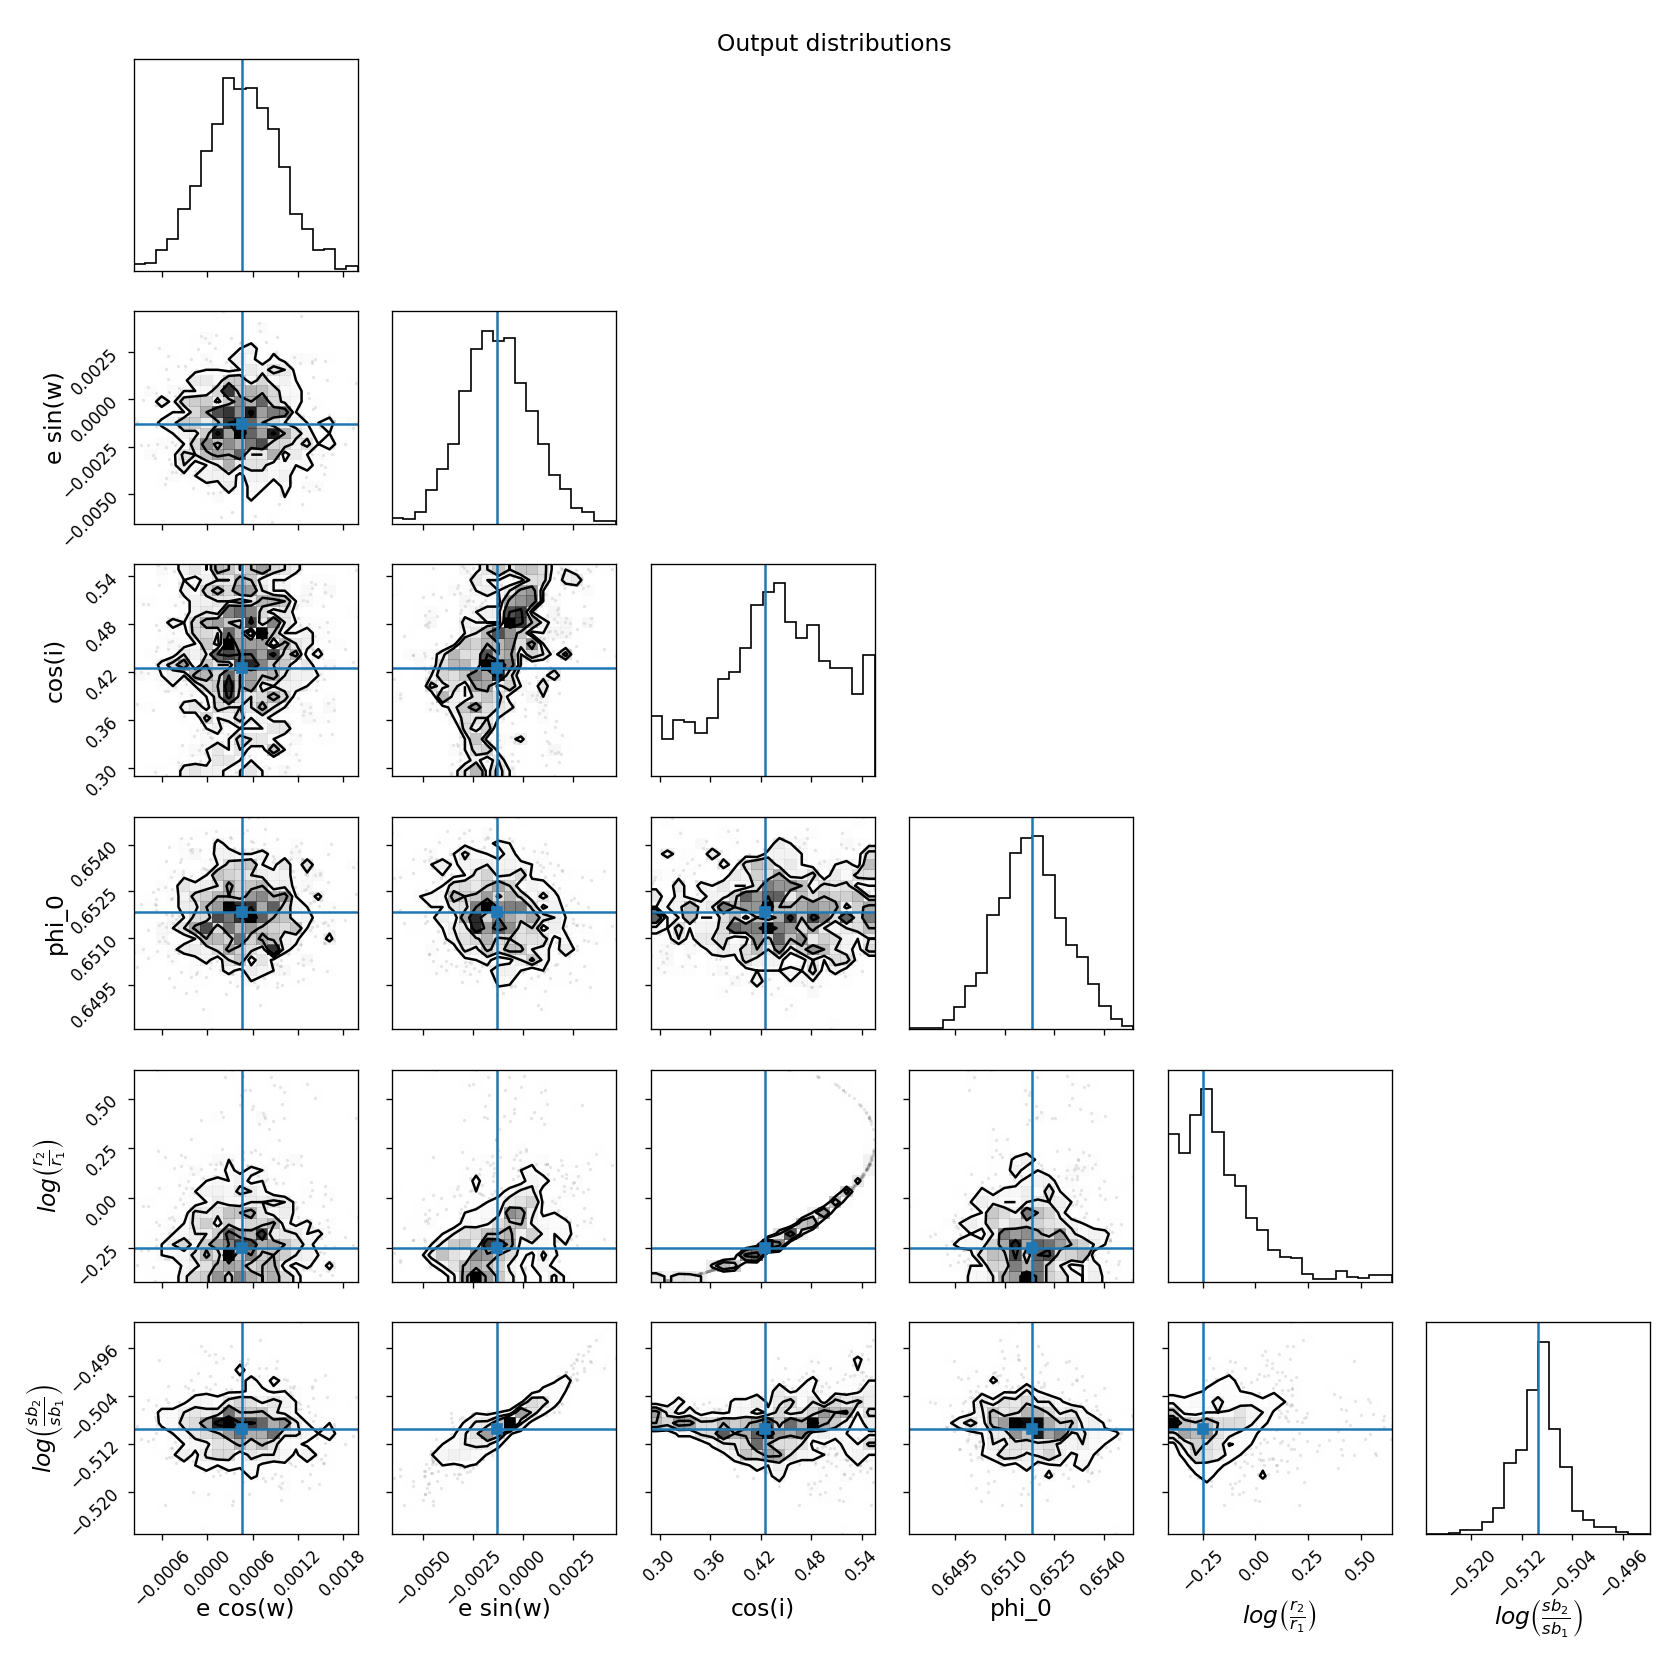 Output distributions
e sin(w)
0.0025
0.0000
−0.0025
−0.0050
cos(i)
0.54
0.48
0.42
0.36
0.30
phi_0
0.6540
0.6525
0.6510
0.6495
log(r₂/r₁)
0.50
0.25
0.00
−0.25
log(sb₂/sb₁)
−0.496
−0.504
−0.512
−0.520
−0.0006 0.0000 0.0006 0.0012 0.0018
e cos(w)
−0.0050 −0.0025 0.0000 0.0025
e sin(w)
0.30 0.36 0.42 0.48 0.54
cos(i)
0.6495 0.6510 0.6525 0.6540
phi_0
−0.25 0.00 0.25 0.50
log(r₂/r₁)
−0.520 −0.512 −0.504 −0.496
log(sb₂/sb₁)